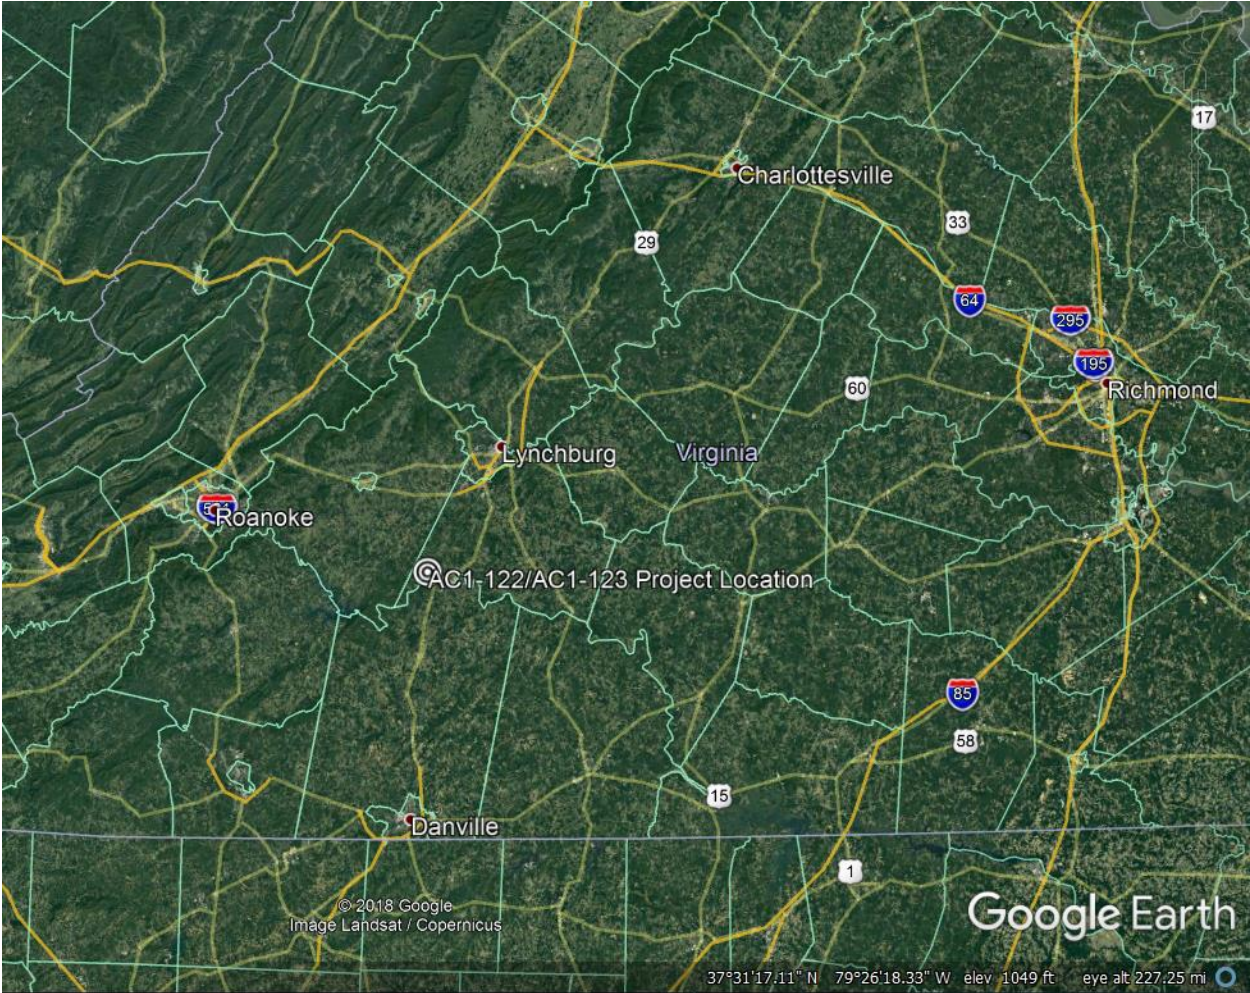 17
Charlottesville
33
29
64
295
195
60
Richmond
Lynchburg
Virginia
Roanoke
AC1-122/AC1-123 Project Location
85
58
15
Danville
1
© 2018 Google
Image Landsat / Copernicus
Google Earth
37°31'17.11" N 79°26'18.33" W elev 1049 ft eye alt 227.25 mi